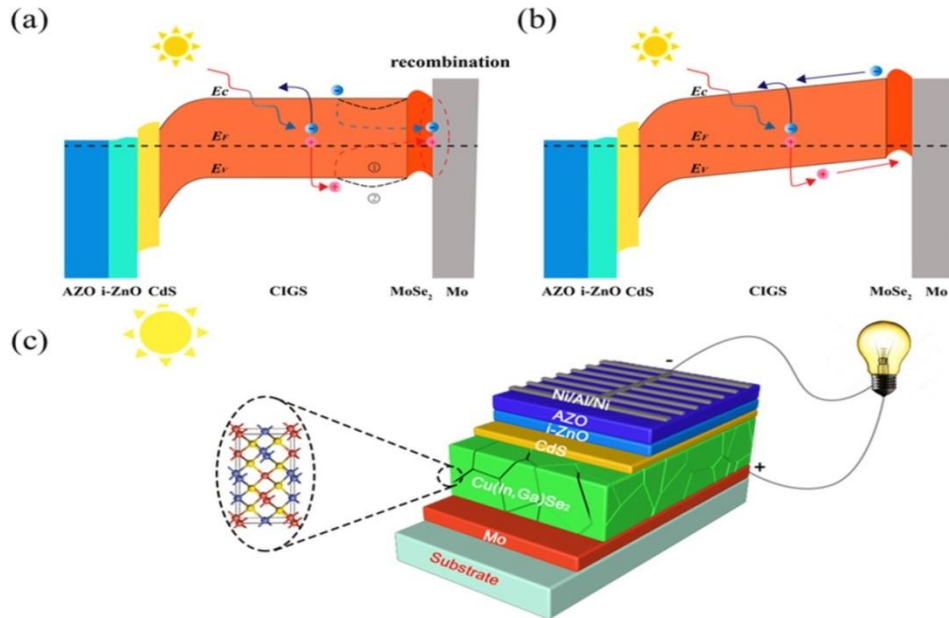 (a)
recombination
Ec
EF
Ev
①
②
AZO i-ZnO CdS CIGS MoSe2 Mo
(b)
Ec
EF
Ev
AZO i-ZnO CdS CIGS MoSe2 Mo
(c)
-
Ni/Al/Ni
AZO
i-ZnO
CdS
+
Cu(In,Ga)Se2
Mo
Substrate